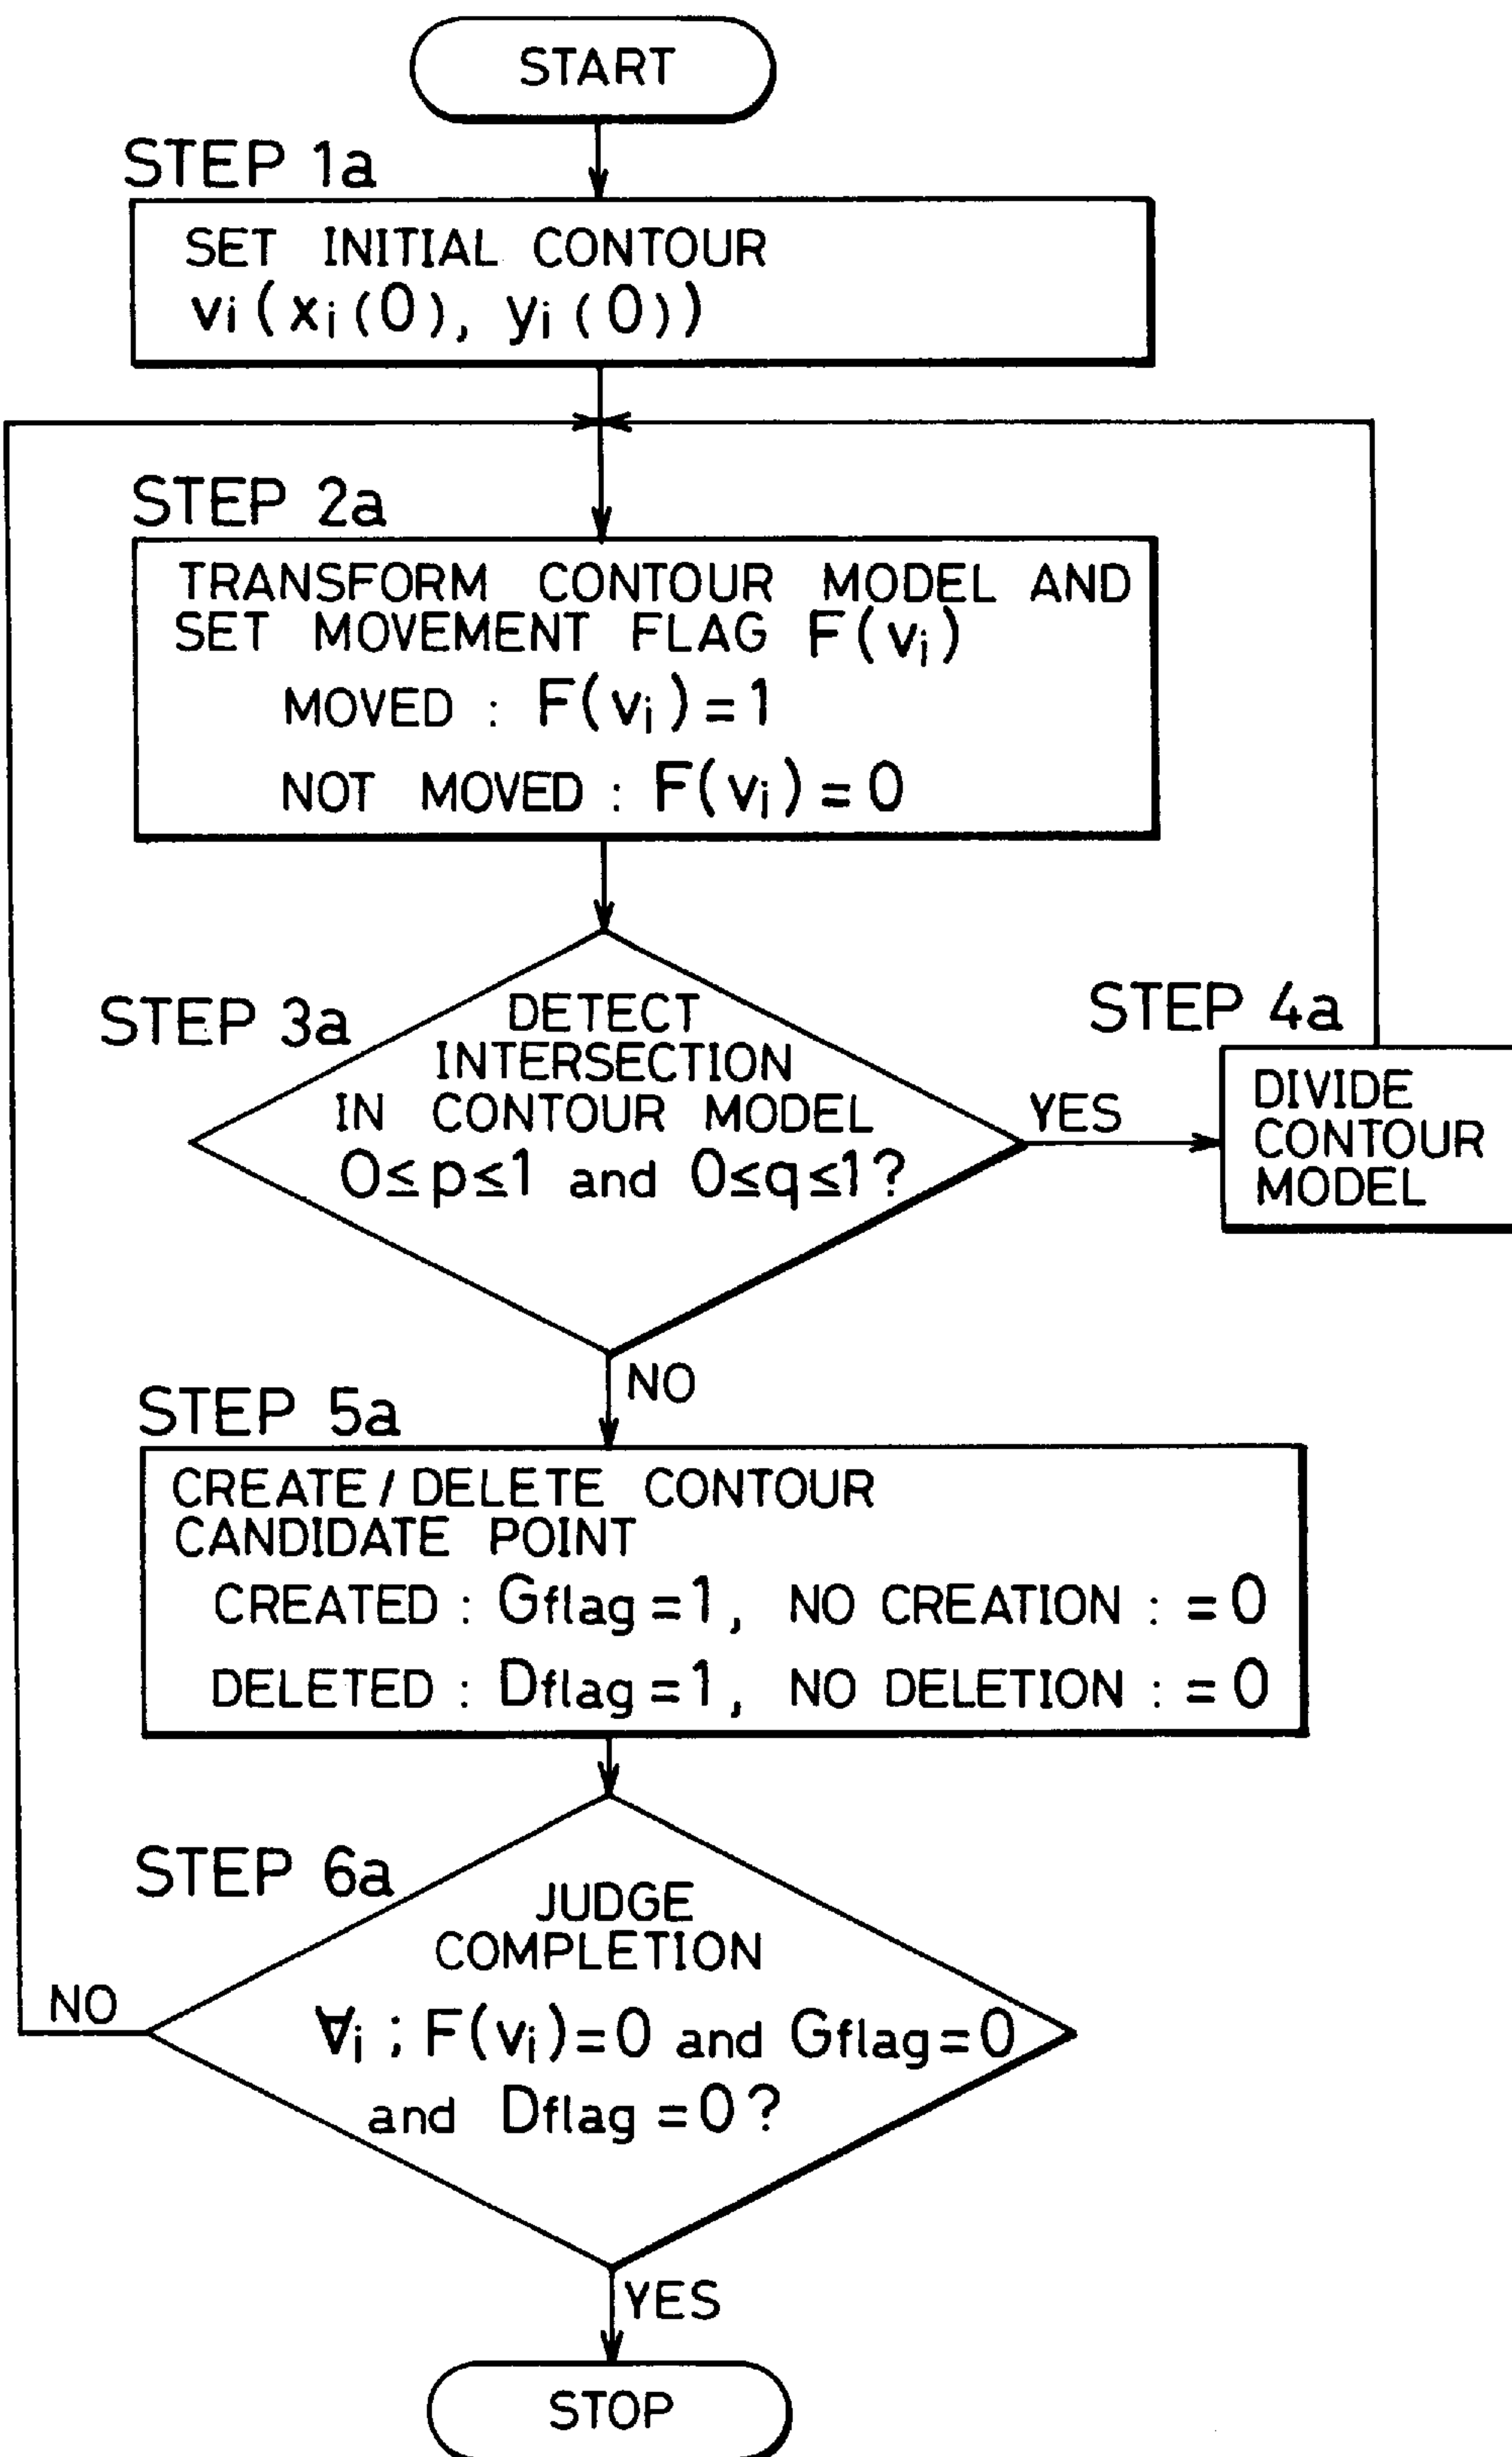 START
STEP 1a
SET INITIAL CONTOUR
vi(xi(0), yi(0))
STEP 2a
TRANSFORM CONTOUR MODEL AND
SET MOVEMENT FLAG F(vi)
MOVED : F(vi)=1
NOT MOVED : F(vi)=0
STEP 3a
DETECT
INTERSECTION
IN CONTOUR MODEL
0≤p≤1 and 0≤q≤1?
YES
STEP 4a
DIVIDE
CONTOUR
MODEL
NO
STEP 5a
CREATE/DELETE CONTOUR
CANDIDATE POINT
CREATED : Gflag=1, NO CREATION : =0
DELETED : Dflag=1, NO DELETION : =0
STEP 6a
JUDGE
COMPLETION
∀i ; F(vi)=0 and Gflag=0
and Dflag=0?
NO
YES
STOP